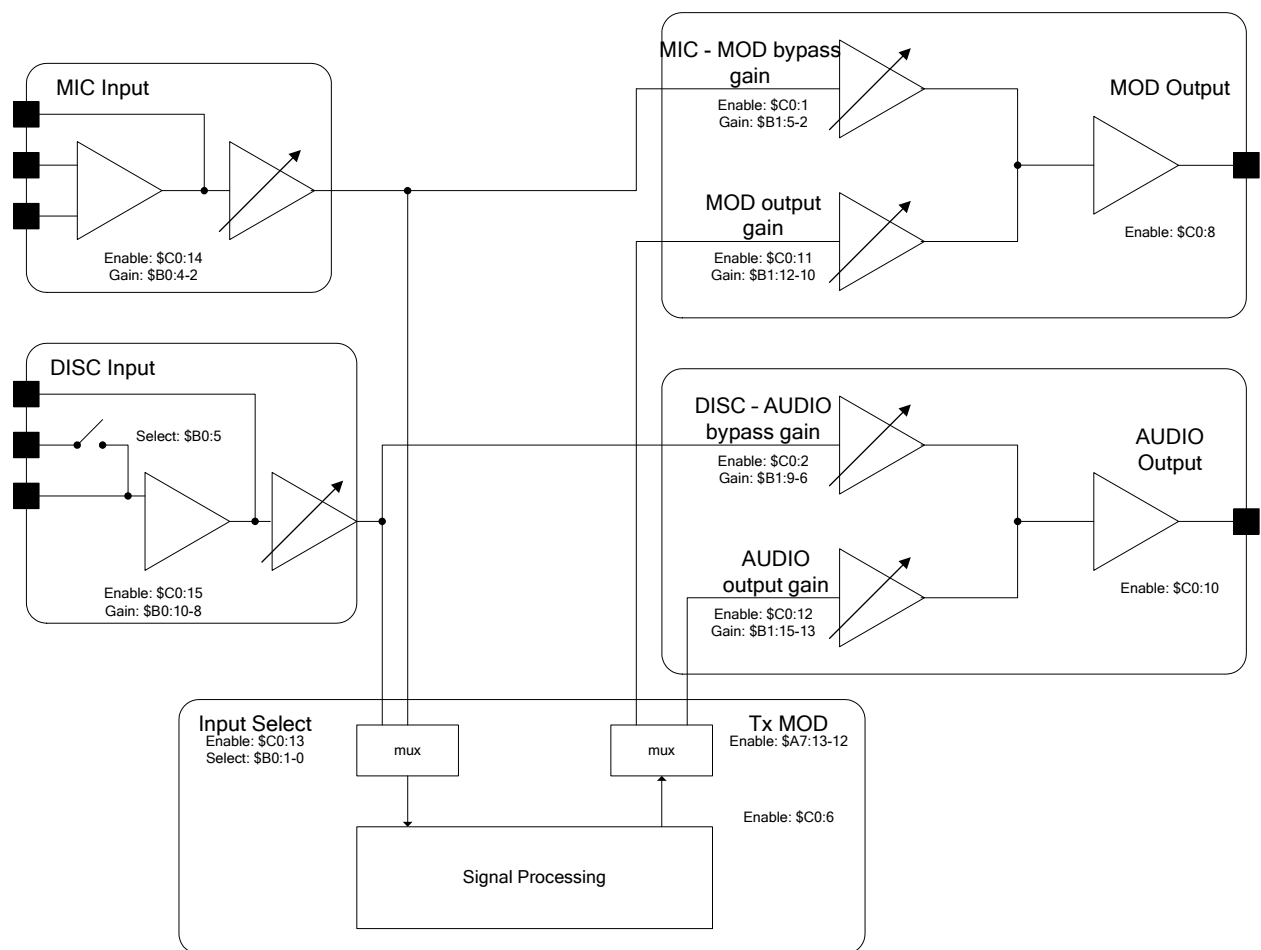 MIC Input
Enable: $C0:14
Gain: $B0:4-2
MIC - MOD bypass
gain
Enable: $C0:1
Gain: $B1:5-2
MOD Output
MOD output
gain
Enable: $C0:11
Gain: $B1:12-10
Enable: $C0:8
DISC Input
Select: $B0:5
Enable: $C0:15
Gain: $B0:10-8
DISC - AUDIO
bypass gain
Enable: $C0:2
Gain: $B1:9-6
AUDIO
Output
AUDIO
output gain
Enable: $C0:12
Gain: $B1:15-13
Enable: $C0:10
Input Select
Enable: $C0:13
Select: $B0:1-0
mux
mux
Tx MOD
Enable: $A7:13-12
Enable: $C0:6
Signal Processing